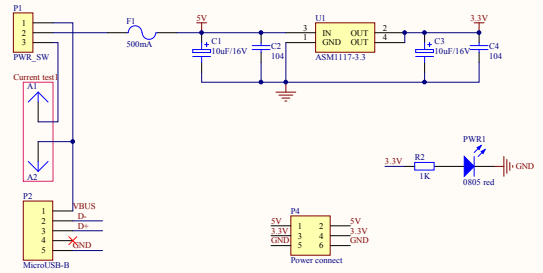 P1
1
2
3
PWR_SW
F1
500mA
5V
C1
10uF/16V
C2
104
U1
3 IN OUT 2
1 GND OUT 4
ASM1117-3.3
3.3V
C3
10uF/16V
C4
104
Current test1
A1
A2
P2
1 VBUS
2 D-
3 D+
4
5 GND
MicroUSB-B
3.3V
R2
1K
PWR1
0805 red
GND
P4
5V 1 2 5V
3.3V 3 4 3.3V
GND 5 6 GND
Power connect